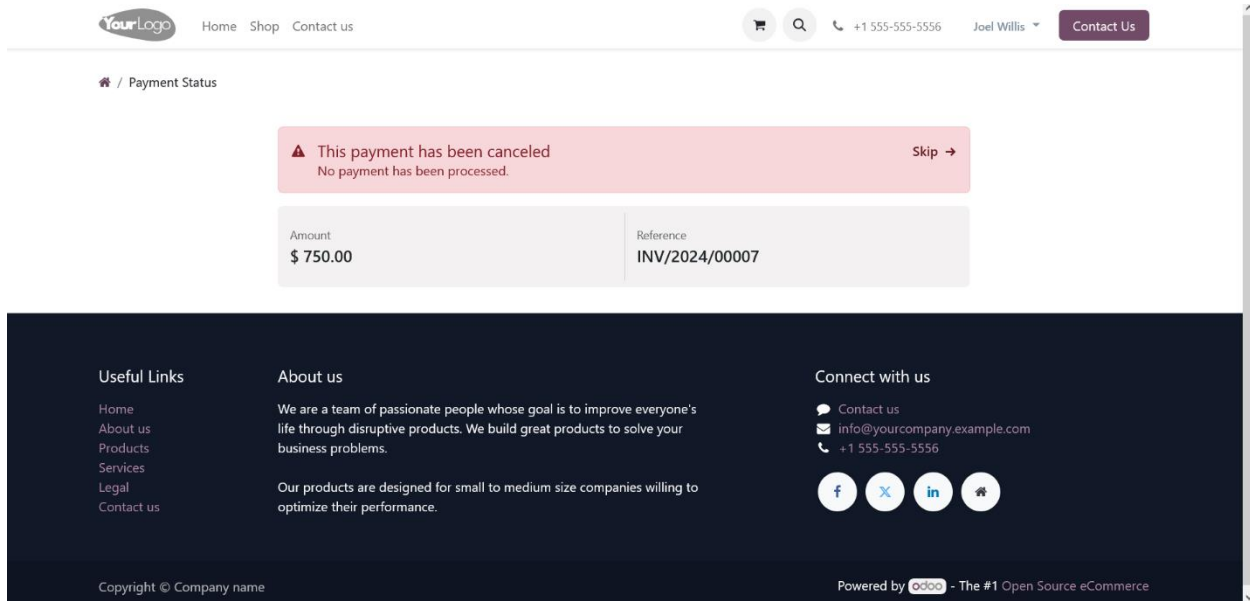 YourLogo
Home Shop Contact us
+1 555-555-5556
Joel Willis
Contact Us
/ Payment Status
This payment has been canceled
Skip →
No payment has been processed.
Amount
$ 750.00
Reference
INV/2024/00007
Useful Links
Home
About us
Products
Services
Legal
Contact us
About us
We are a team of passionate people whose goal is to improve everyone's
life through disruptive products. We build great products to solve your
business problems.
Our products are designed for small to medium size companies willing to
optimize their performance.
Connect with us
Contact us
info@yourcompany.example.com
+1 555-555-5556
Copyright © Company name
Powered by odoo - The #1 Open Source eCommerce